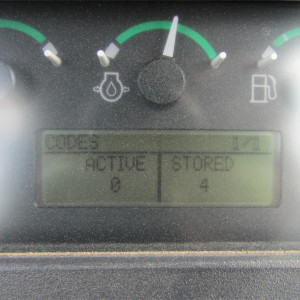 CODES 1/1
ACTIVE STORED
0 4